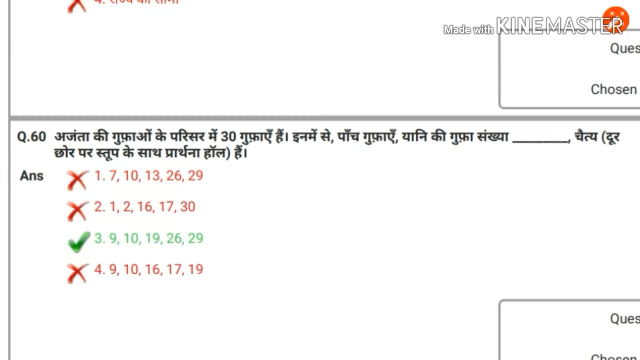 4. राज्य की सीमा
Made with KINEMASTER
Ques
Chosen
Q.60 अजंता की गुफ़ाओं के परिसर में 30 गुफ़ाएँ हैं। इनमें से, पाँच गुफ़ाएँ, यानि की गुफ़ा संख्या ________, चैत्य (दूर
छोर पर स्तूप के साथ प्रार्थना हॉल) हैं।
Ans 1. 7, 10, 13, 26, 29
2. 1, 2, 16, 17, 30
3. 9, 10, 19, 26, 29
4. 9, 10, 16, 17, 19
Ques
Chosen